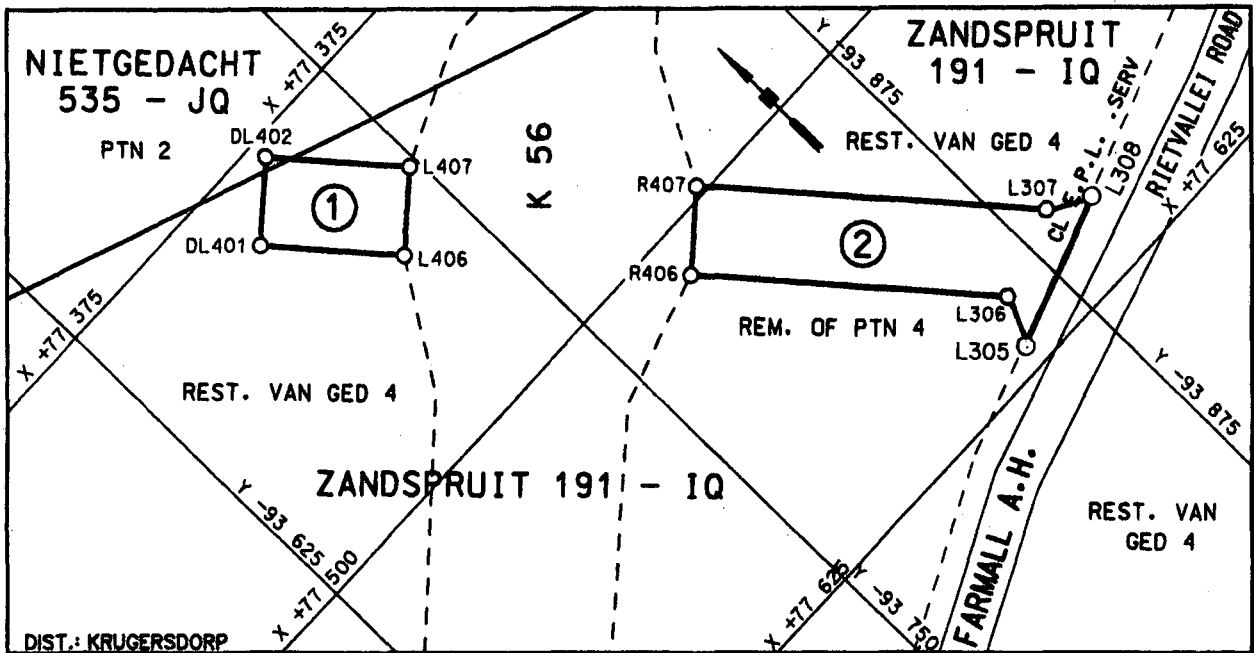 NIETGEDACHT
535 - JQ
PTN 2
X +77 375
Y -93 875
ZANDSPRUIT
191 - IQ
REST. VAN GED 4
CL E.P.L. .SERV
RIETVALLEI ROAD
X +77 625
DL402
L407
K 56
R407
L307
L308
1
2
DL401
L406
R406
L306
L305
REM. OF PTN 4
X +77 375
REST. VAN GED 4
Y -93 875
ZANDSPRUIT 191 - IQ
Y -93 625
X +77 500
X +77 625
Y -93 750
FARMALL A.H.
REST. VAN
GED 4
DIST.: KRUGERSDORP